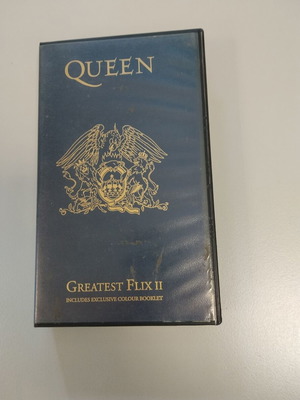 QUEEN
GREATEST FLIX II
INCLUDES EXCLUSIVE COLOUR BOOKLET